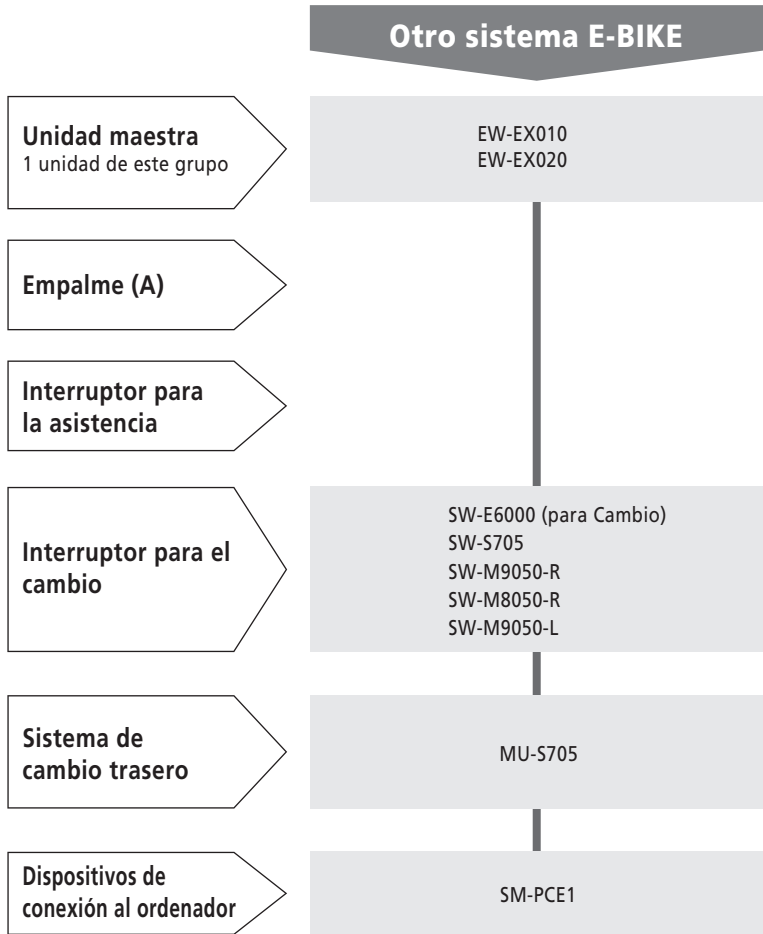 Otro sistema E-BIKE
Unidad maestra
1 unidad de este grupo
EW-EX010
EW-EX020
Empalme (A)
Interruptor para
la asistencia
Interruptor para el
cambio
SW-E6000 (para Cambio)
SW-S705
SW-M9050-R
SW-M8050-R
SW-M9050-L
Sistema de
cambio trasero
MU-S705
Dispositivos de
conexión al ordenador
SM-PCE1